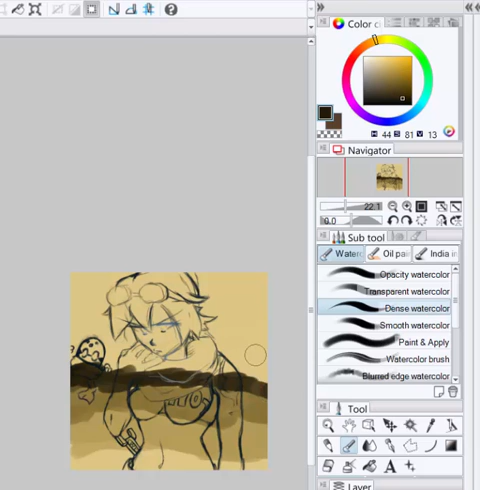 Color c
H 44 S 81 V 13
Navigator
22.1
0.0
Sub tool
Waterc
Oil pai
India in
Opacity watercolor
Transparent watercolor
Dense watercolor
Smooth watercolor
Paint & Apply
Watercolor brush
Blurred edge watercolor
Tool
A
Layer